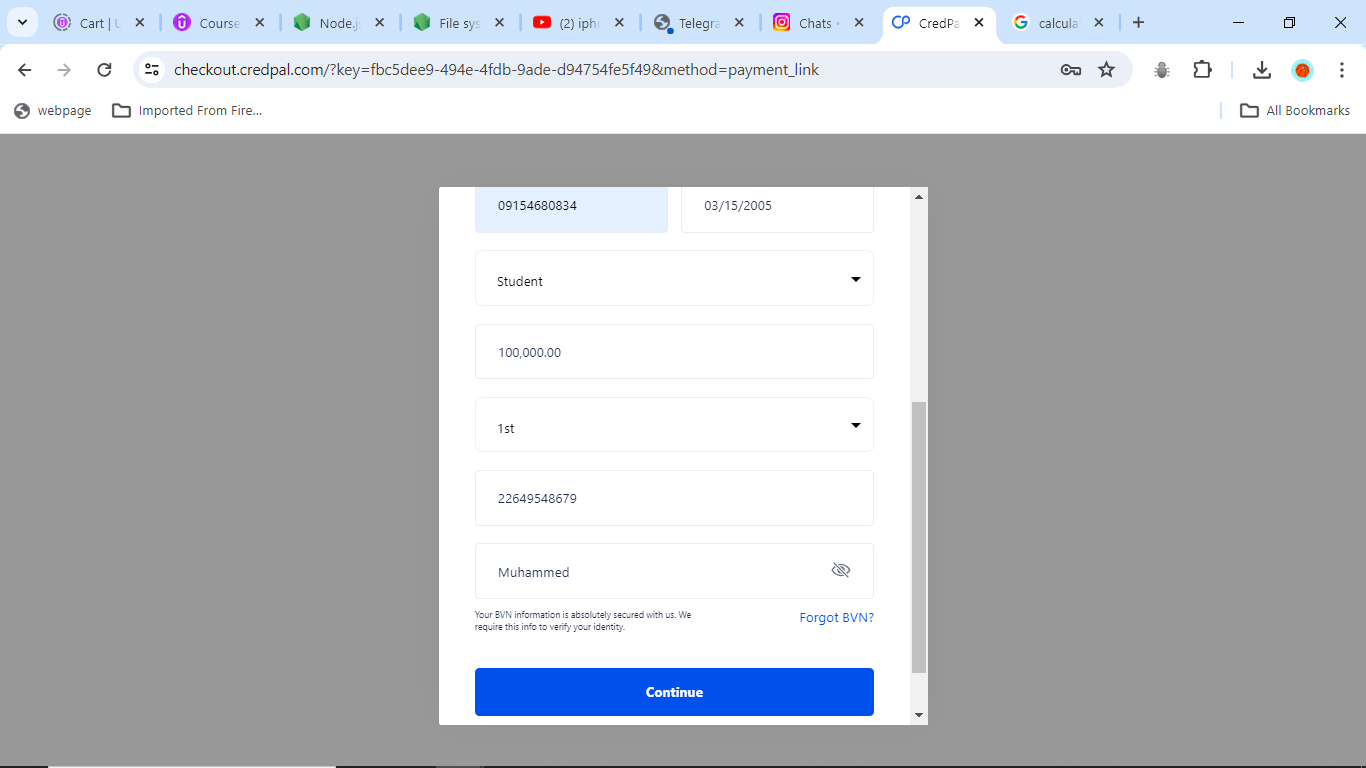 Cart | U
Course
Node.js
File sys
(2) iph
Telegra
Chats •
CredPa
calcula
checkout.credpal.com/?key=fbc5dee9-494e-4fdb-9ade-d94754fe5f49&method=payment_link
webpage
Imported From Fire...
All Bookmarks
09154680834
03/15/2005
Student
100,000.00
1st
22649548679
Muhammed
Your BVN information is absolutely secured with us. We
require this info to verify your identity.
Forgot BVN?
Continue